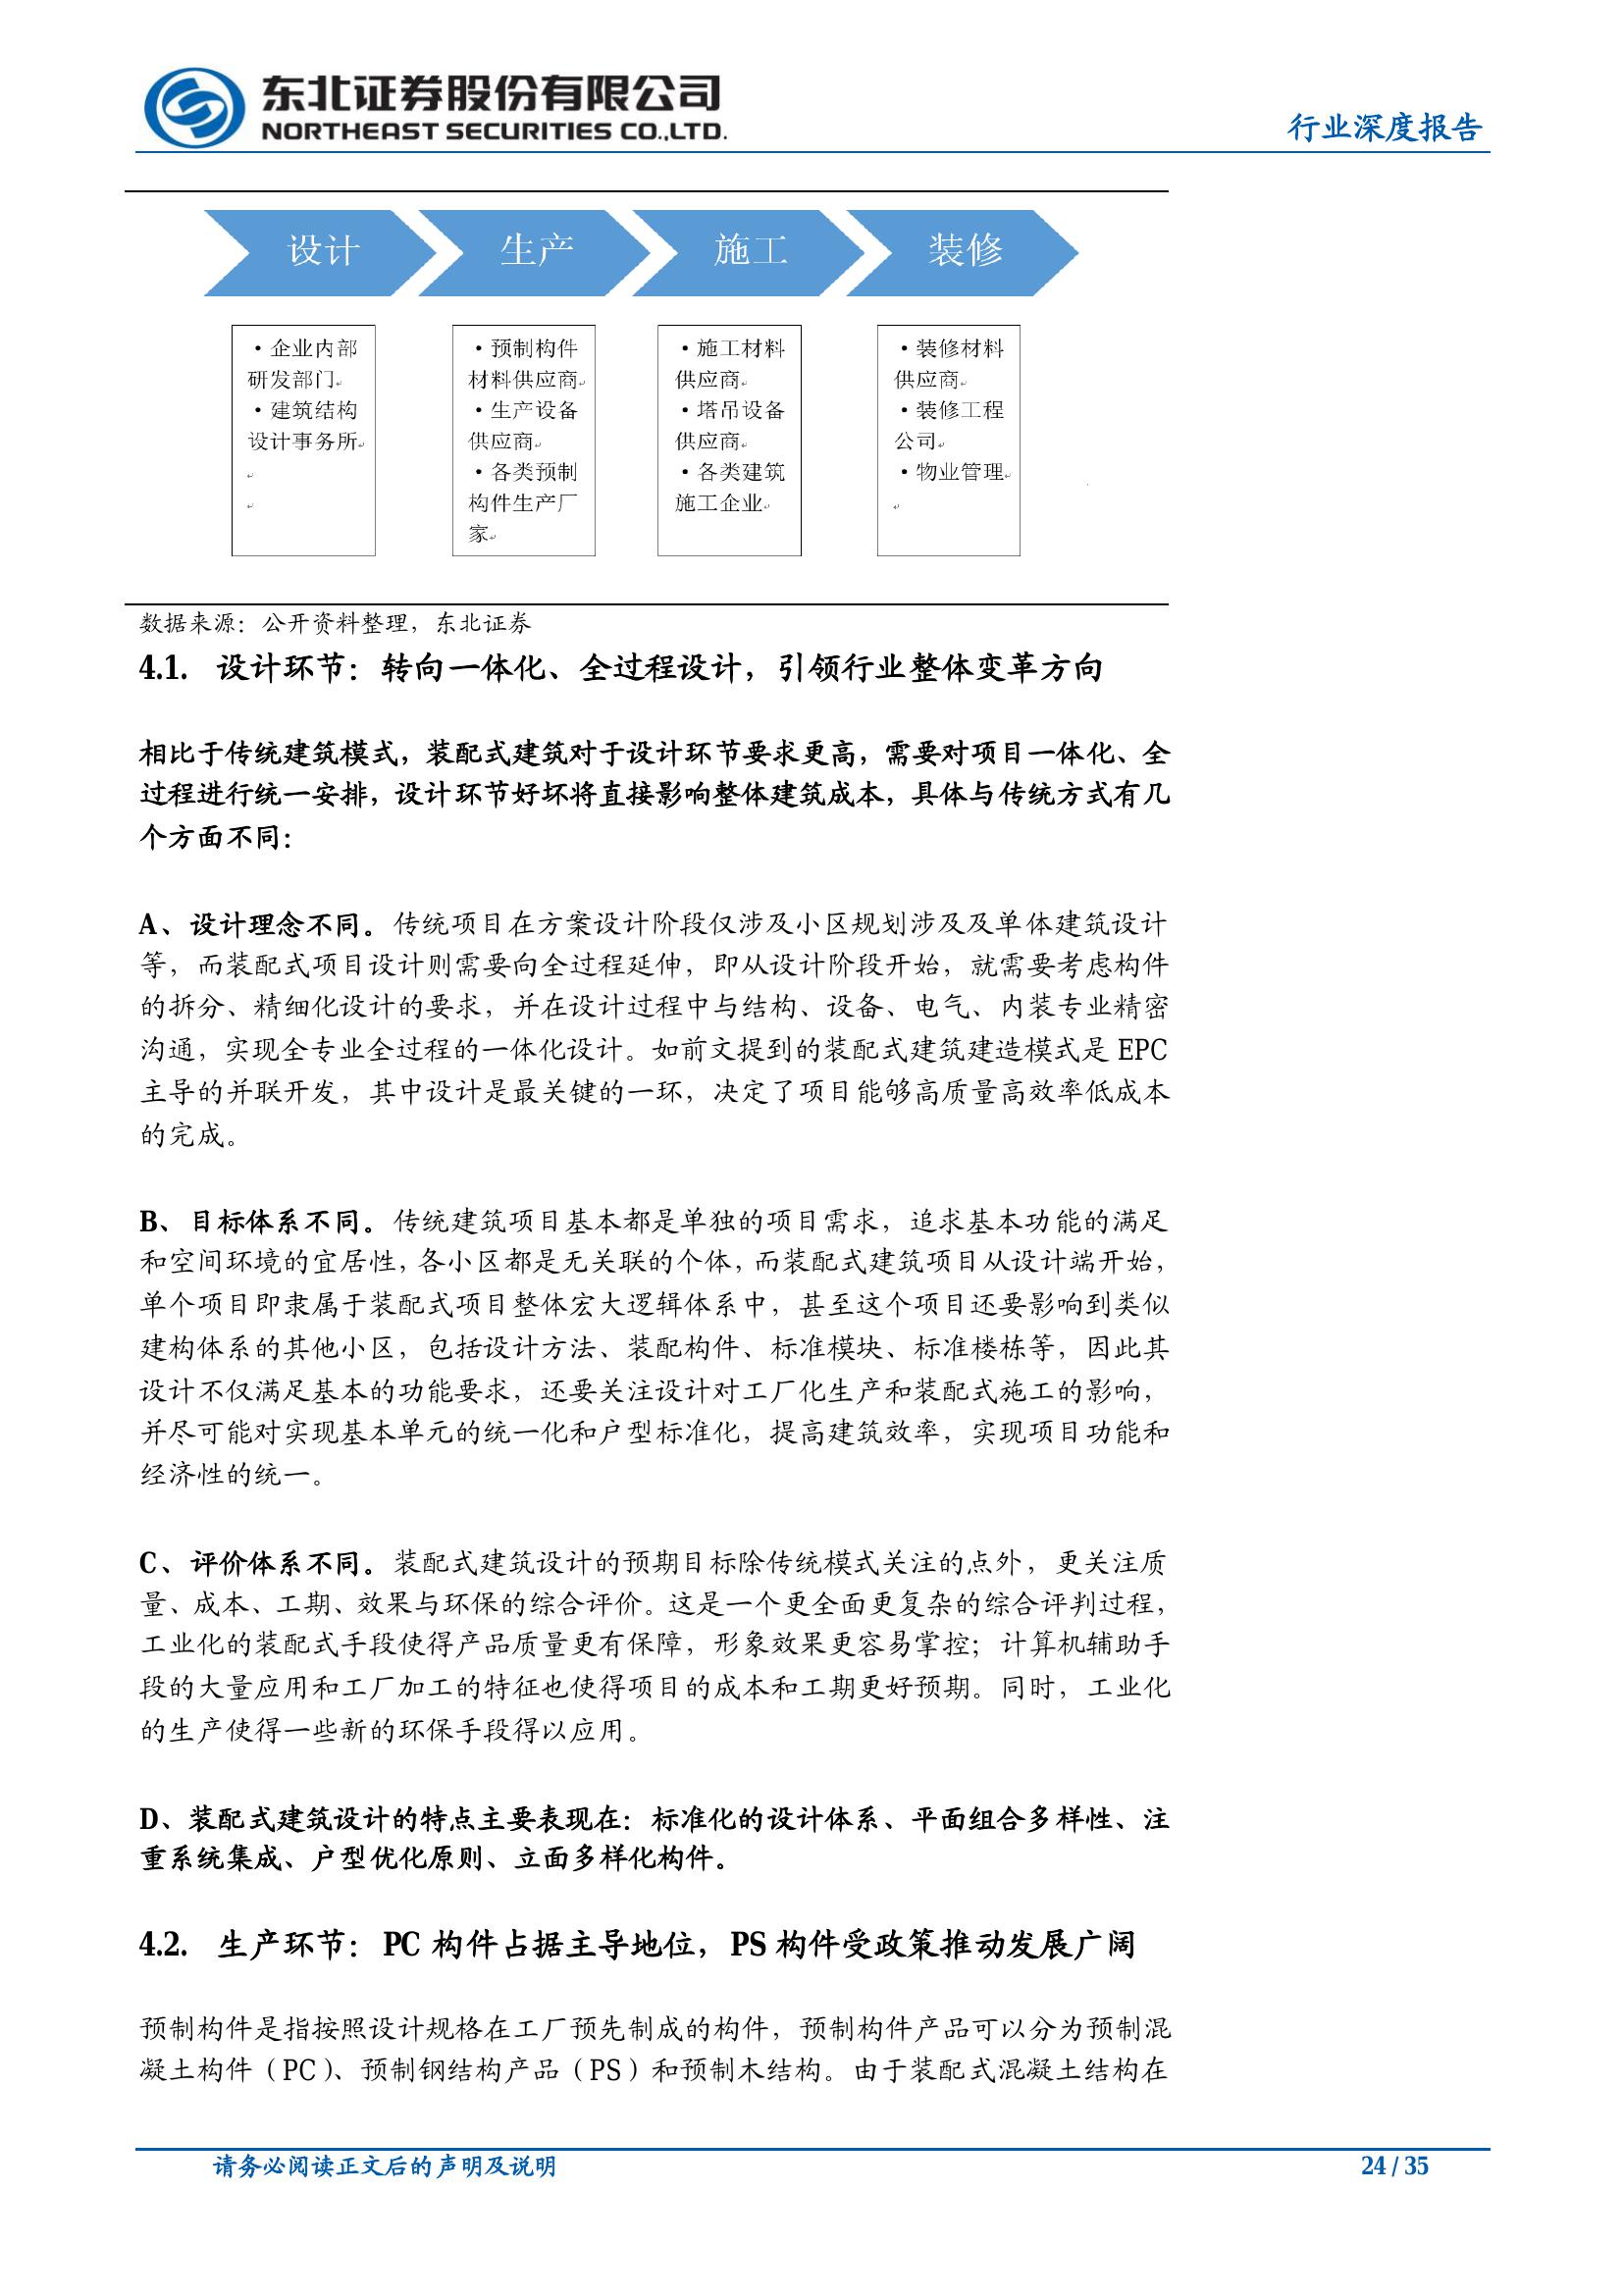 东北证券股份有限公司
NORTHEAST SECURITIES CO.,LTD.
行业深度报告
设计
生产
施工
装修
·企业内部
研发部门
·建筑结构
设计事务所
·预制构件
材料供应商
·生产设备
供应商
·各类预制
构件生产厂
家
·施工材料
供应商
·塔吊设备
供应商
·各类建筑
施工企业
·装修材料
供应商
·装修工程
公司
·物业管理
数据来源：公开资料整理，东北证券
4.1. 设计环节：转向一体化、全过程设计，引领行业整体变革方向
相比于传统建筑模式，装配式建筑对于设计环节要求更高，需要对项目一体化、全
过程进行统一安排，设计环节好坏将直接影响整体建筑成本，具体与传统方式有几
个方面不同：
A、设计理念不同。传统项目在方案设计阶段仅涉及小区规划涉及及单体建筑设计
等，而装配式项目设计则需要向全过程延伸，即从设计阶段开始，就需要考虑构件
的拆分、精细化设计的要求，并在设计过程中与结构、设备、电气、内装专业精密
沟通，实现全专业全过程的一体化设计。如前文提到的装配式建筑建造模式是 EPC
主导的并联开发，其中设计是最关键的一环，决定了项目能够高质量高效率低成本
的完成。
B、目标体系不同。传统建筑项目基本都是单独的项目需求，追求基本功能的满足
和空间环境的宜居性，各小区都是无关联的个体，而装配式建筑项目从设计端开始，
单个项目即隶属于装配式项目整体宏大逻辑体系中，甚至这个项目还要影响到类似
建构体系的其他小区，包括设计方法、装配构件、标准模块、标准楼栋等，因此其
设计不仅满足基本的功能要求，还要关注设计对工厂化生产和装配式施工的影响，
并尽可能对实现基本单元的统一化和户型标准化，提高建筑效率，实现项目功能和
经济性的统一。
C、评价体系不同。装配式建筑设计的预期目标除传统模式关注的点外，更关注质
量、成本、工期、效果与环保的综合评价。这是一个更全面更复杂的综合评判过程，
工业化的装配式手段使得产品质量更有保障，形象效果更容易掌控；计算机辅助手
段的大量应用和工厂加工的特征也使得项目的成本和工期更好预期。同时，工业化
的生产使得一些新的环保手段得以应用。
D、装配式建筑设计的特点主要表现在：标准化的设计体系、平面组合多样性、注
重系统集成、户型优化原则、立面多样化构件。
4.2. 生产环节：PC 构件占据主导地位，PS 构件受政策推动发展广阔
预制构件是指按照设计规格在工厂预先制成的构件，预制构件产品可以分为预制混
凝土构件（PC）、预制钢结构产品（PS）和预制木结构。由于装配式混凝土结构在
请务必阅读正文后的声明及说明
24 / 35